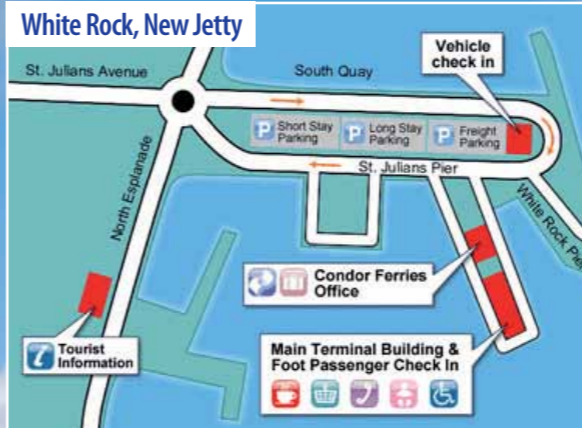 White Rock, New Jetty
St. Julians Avenue
South Quay
Vehicle
check in
P Short Stay
Parking
P Long Stay
Parking
P Freight
Parking
St. Julians Pier
North Esplanade
White Rock Pier
Condor Ferries
Office
i Tourist
Information
Main Terminal Building &
Foot Passenger Check In